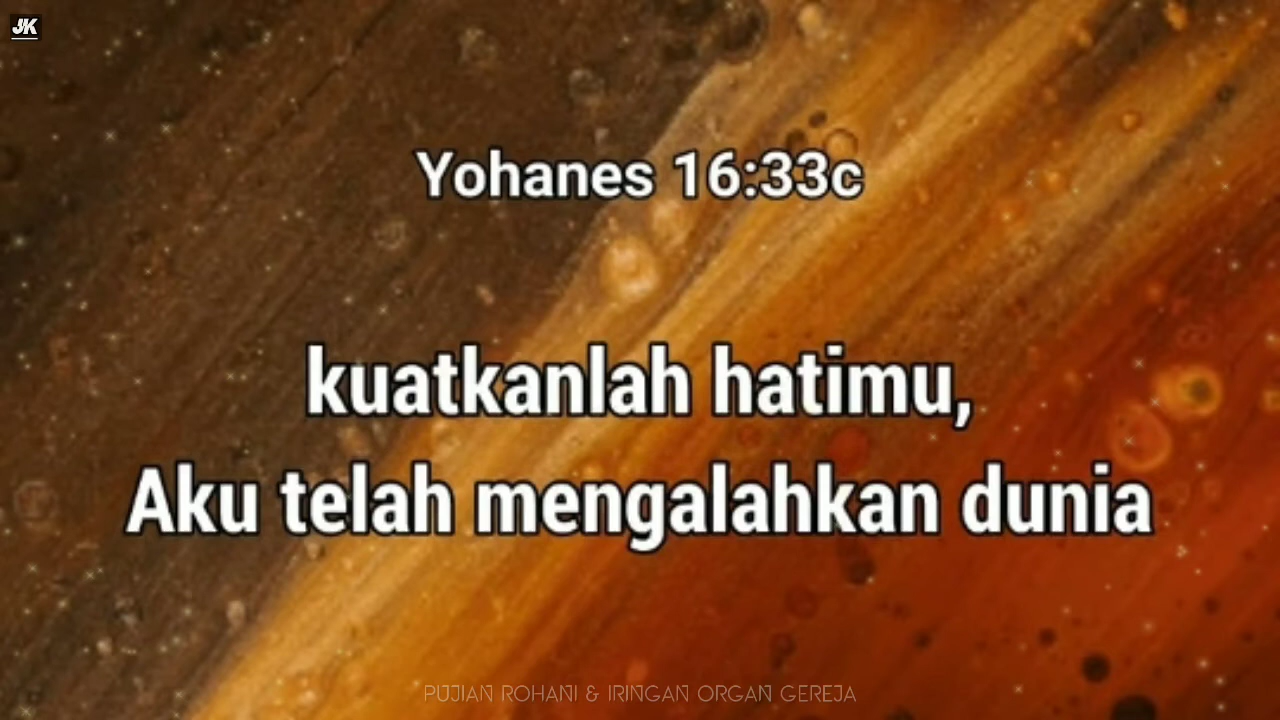 JK
Yohanes 16:33c
kuatkanlah hatimu,
Aku telah mengalahkan dunia
PUJIAN ROHANI & IRINGAN ORGAN GEREJA